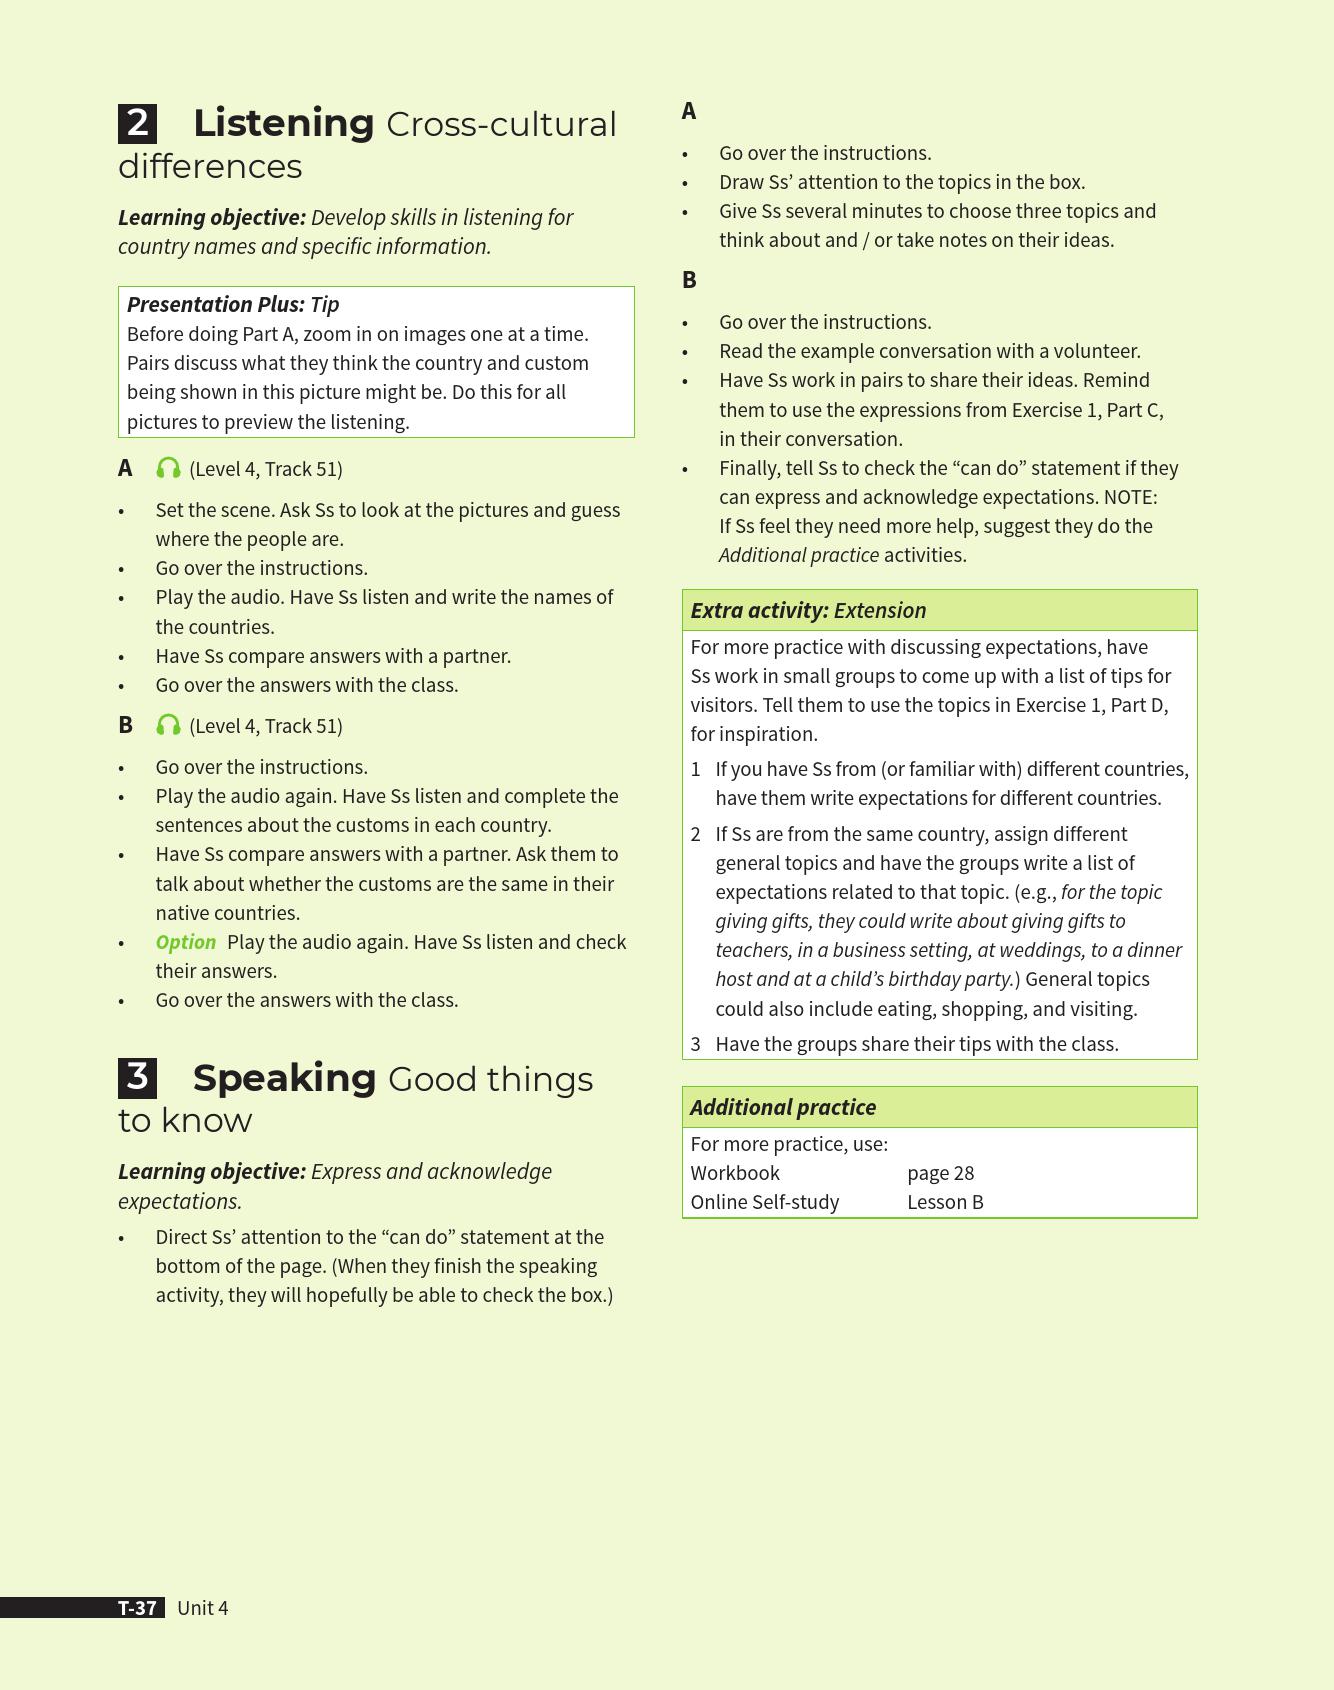 2 Listening Cross-cultural
differences
Learning objective: Develop skills in listening for
country names and specific information.
Presentation Plus: Tip
Before doing Part A, zoom in on images one at a time.
Pairs discuss what they think the country and custom
being shown in this picture might be. Do this for all
pictures to preview the listening.
A (Level 4, Track 51)
• Set the scene. Ask Ss to look at the pictures and guess
where the people are.
• Go over the instructions.
• Play the audio. Have Ss listen and write the names of
the countries.
• Have Ss compare answers with a partner.
• Go over the answers with the class.
B (Level 4, Track 51)
• Go over the instructions.
• Play the audio again. Have Ss listen and complete the
sentences about the customs in each country.
• Have Ss compare answers with a partner. Ask them to
talk about whether the customs are the same in their
native countries.
• Option Play the audio again. Have Ss listen and check
their answers.
• Go over the answers with the class.
3 Speaking Good things
to know
Learning objective: Express and acknowledge
expectations.
• Direct Ss’ attention to the “can do” statement at the
bottom of the page. (When they finish the speaking
activity, they will hopefully be able to check the box.)
A
• Go over the instructions.
• Draw Ss’ attention to the topics in the box.
• Give Ss several minutes to choose three topics and
think about and / or take notes on their ideas.
B
• Go over the instructions.
• Read the example conversation with a volunteer.
• Have Ss work in pairs to share their ideas. Remind
them to use the expressions from Exercise 1, Part C,
in their conversation.
• Finally, tell Ss to check the “can do” statement if they
can express and acknowledge expectations. NOTE:
If Ss feel they need more help, suggest they do the
Additional practice activities.
Extra activity: Extension
For more practice with discussing expectations, have
Ss work in small groups to come up with a list of tips for
visitors. Tell them to use the topics in Exercise 1, Part D,
for inspiration.
1 If you have Ss from (or familiar with) different countries,
have them write expectations for different countries.
2 If Ss are from the same country, assign different
general topics and have the groups write a list of
expectations related to that topic. (e.g., for the topic
giving gifts, they could write about giving gifts to
teachers, in a business setting, at weddings, to a dinner
host and at a child’s birthday party.) General topics
could also include eating, shopping, and visiting.
3 Have the groups share their tips with the class.
Additional practice
For more practice, use:
Workbook page 28
Online Self-study Lesson B
T-37 Unit 4